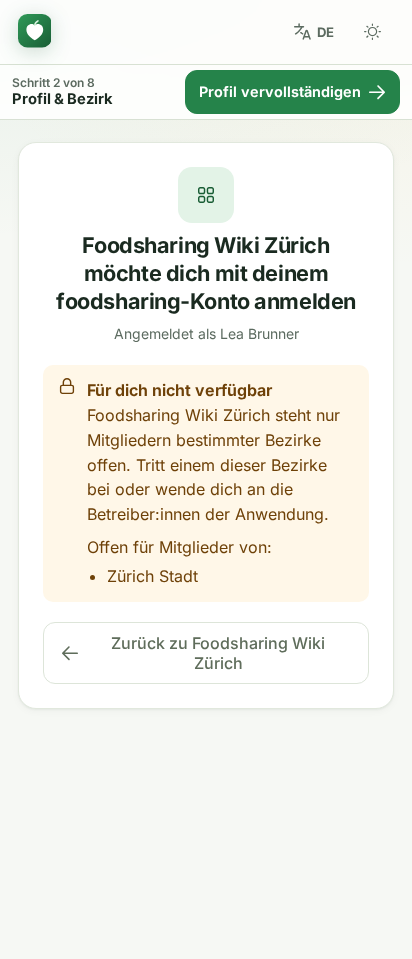 DE
Schritt 2 von 8
Profil & Bezirk
Profil vervollständigen
Foodsharing Wiki Zürich
möchte dich mit deinem
foodsharing-Konto anmelden
Angemeldet als Lea Brunner
Für dich nicht verfügbar
Foodsharing Wiki Zürich steht nur
Mitgliedern bestimmter Bezirke
offen. Tritt einem dieser Bezirke
bei oder wende dich an die
Betreiber:innen der Anwendung.
Offen für Mitglieder von:
• Zürich Stadt
Zurück zu Foodsharing Wiki
Zürich